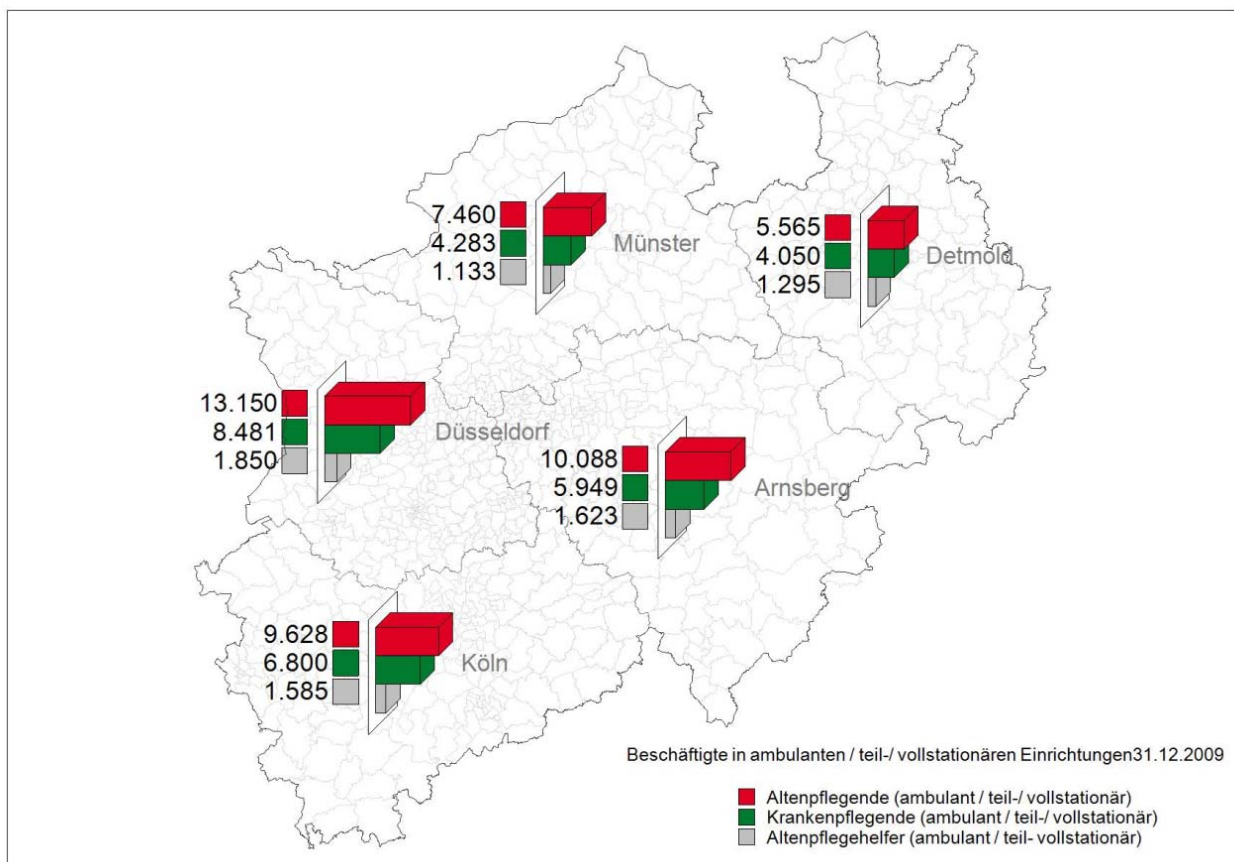 7.460
4.283
1.133
Münster
5.565
4.050
1.295
Detmold
13.150
8.481
1.850
Düsseldorf
10.088
5.949
1.623
Arnsberg
9.628
6.800
1.585
Köln
Beschäftigte in ambulanten / teil-/ vollstationären Einrichtungen31.12.2009
Altenpflegende (ambulant / teil-/ vollstationär)
Krankenpflegende (ambulant / teil-/ vollstationär)
Altenpflegehelfer (ambulant / teil- vollstationär)